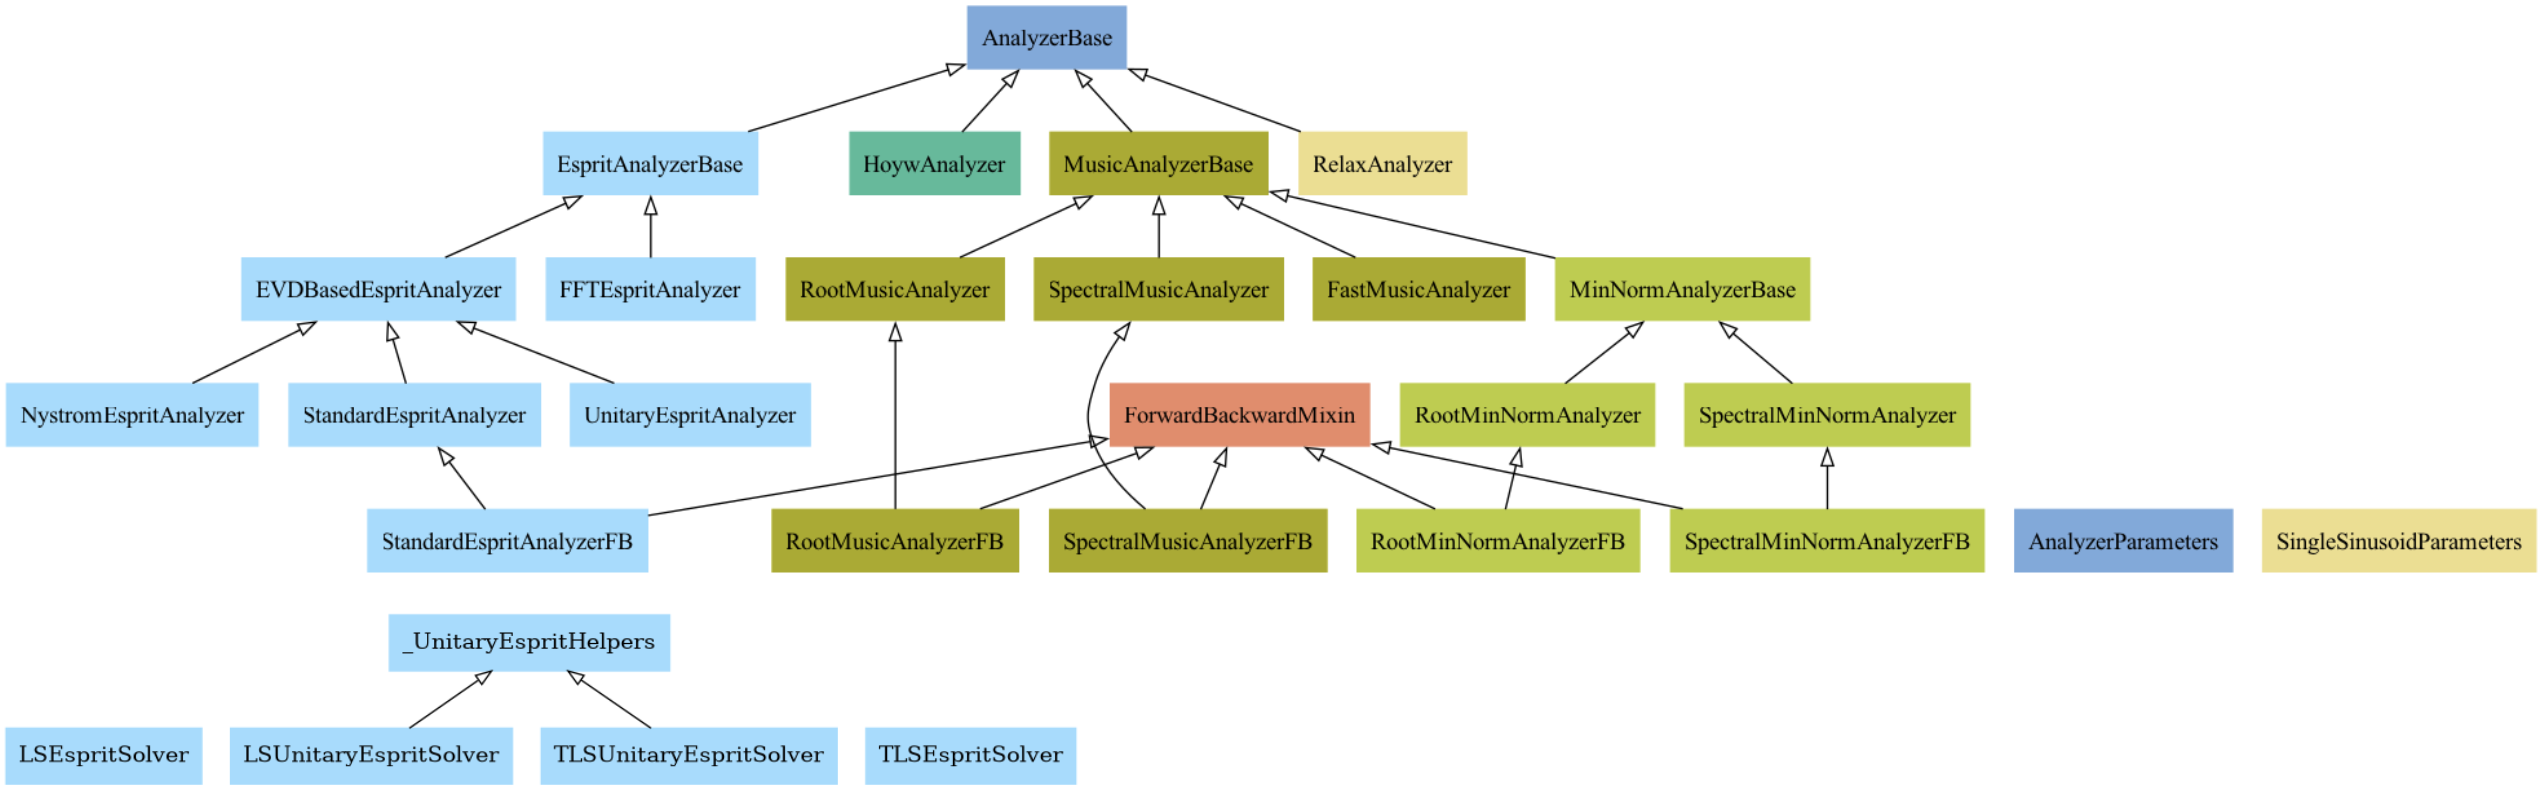 AnalyzerBase
EspritAnalyzerBase
HoywAnalyzer
MusicAnalyzerBase
RelaxAnalyzer
EVDBasedEspritAnalyzer
FFTEspritAnalyzer
RootMusicAnalyzer
SpectralMusicAnalyzer
FastMusicAnalyzer
MinNormAnalyzerBase
NystromEspritAnalyzer
StandardEspritAnalyzer
UnitaryEspritAnalyzer
ForwardBackwardMixin
RootMinNormAnalyzer
SpectralMinNormAnalyzer
StandardEspritAnalyzerFB
RootMusicAnalyzerFB
SpectralMusicAnalyzerFB
RootMinNormAnalyzerFB
SpectralMinNormAnalyzerFB
AnalyzerParameters
SingleSinusoidParameters
_UnitaryEspritHelpers
LSEspritSolver
LSUnitaryEspritSolver
TLSUnitaryEspritSolver
TLSEspritSolver